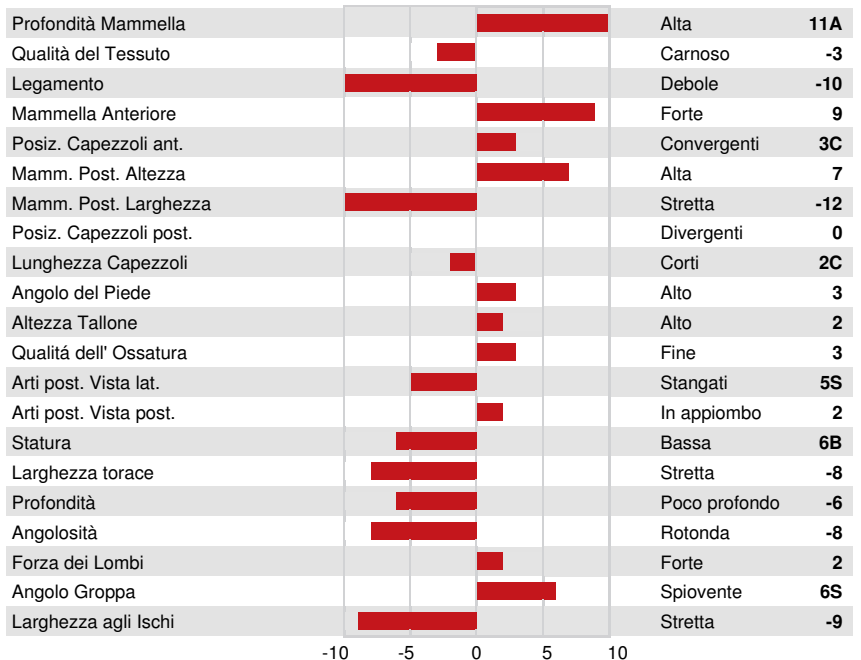 Profondità Mammella Alta 11A
Qualità del Tessuto Carnoso -3
Legamento Debole -10
Mammella Anteriore Forte 9
Posiz. Capezzoli ant. Convergenti 3C
Mamm. Post. Altezza Alta 7
Mamm. Post. Larghezza Stretta -12
Posiz. Capezzoli post. Divergenti 0
Lunghezza Capezzoli Corti 2C
Angolo del Piede Alto 3
Altezza Tallone Alto 2
Qualitá dell' Ossatura Fine 3
Arti post. Vista lat. Stangati 5S
Arti post. Vista post. In appiombo 2
Statura Bassa 6B
Larghezza torace Stretta -8
Profondità Poco profondo -6
Angolosità Rotonda -8
Forza dei Lombi Forte 2
Angolo Groppa Spiovente 6S
Larghezza agli Ischi Stretta -9
-10 -5 0 5 10